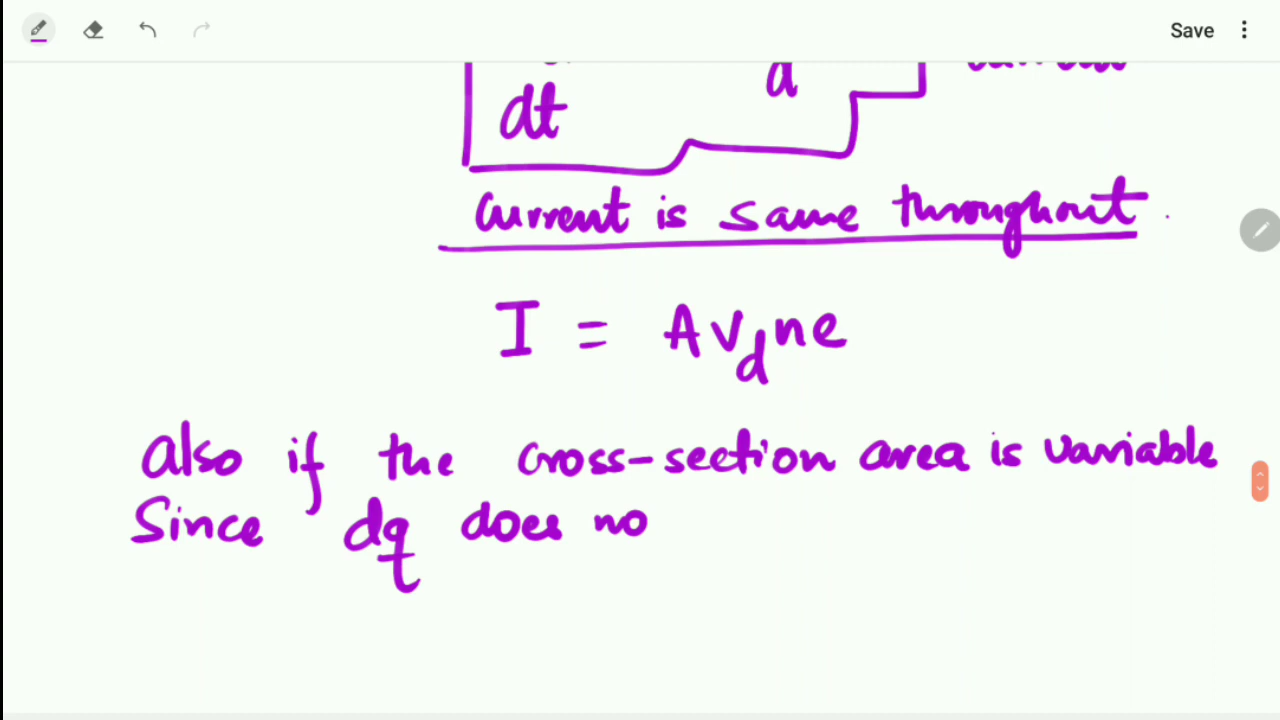 Save
d
dt
Current is same throughout.
I = Avdne
also if the cross-section area is variable
Since dq does no